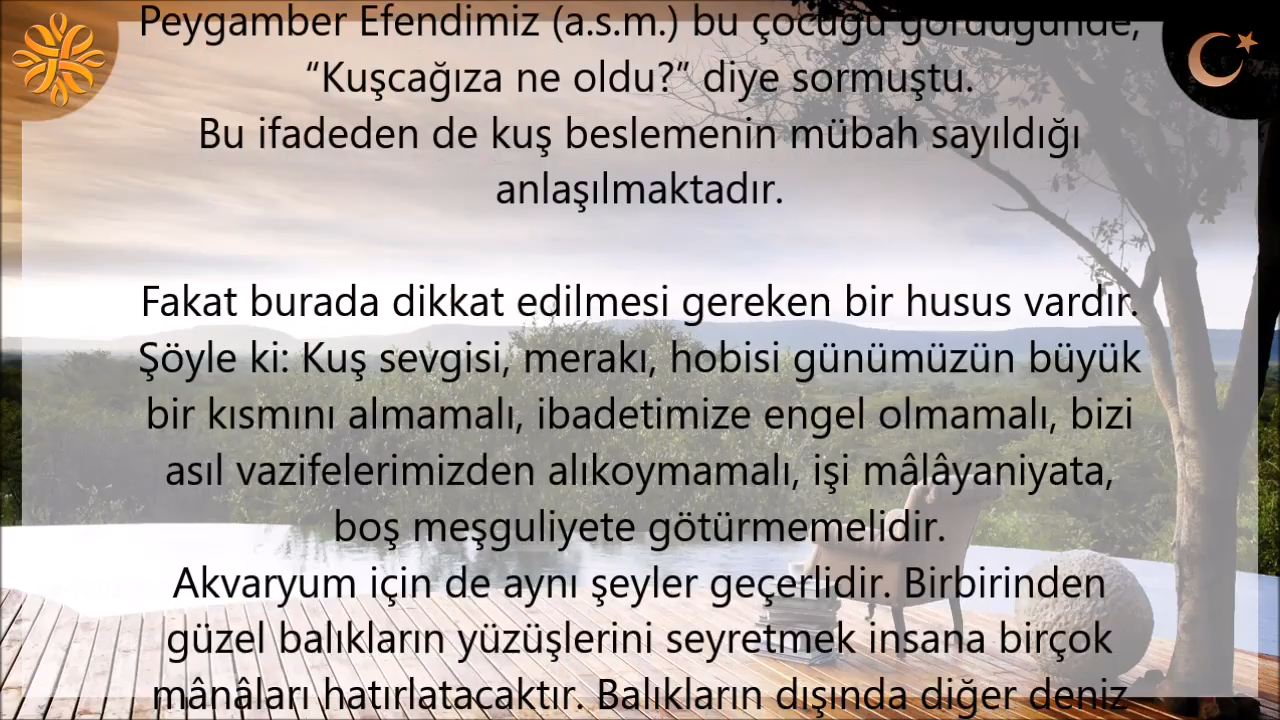 Peygamber Efendimiz (a.s.m.) bu çocuğu gördüğünde,
“Kuşcağıza ne oldu?” diye sormuştu.
Bu ifadeden de kuş beslemenin mübah sayıldığı
anlaşılmaktadır.
Fakat burada dikkat edilmesi gereken bir husus vardır.
Şöyle ki: Kuş sevgisi, merakı, hobisi günümüzün büyük
bir kısmını almamalı, ibadetimize engel olmamalı, bizi
asıl vazifelerimizden alıkoymamalı, işi mâlâyaniyata,
boş meşguliyete götürmemelidir.
Akvaryum için de aynı şeyler geçerlidir. Birbirinden
güzel balıkların yüzüşlerini seyretmek insana birçok
mânâları hatırlatacaktır. Balıkların dışında diğer deniz